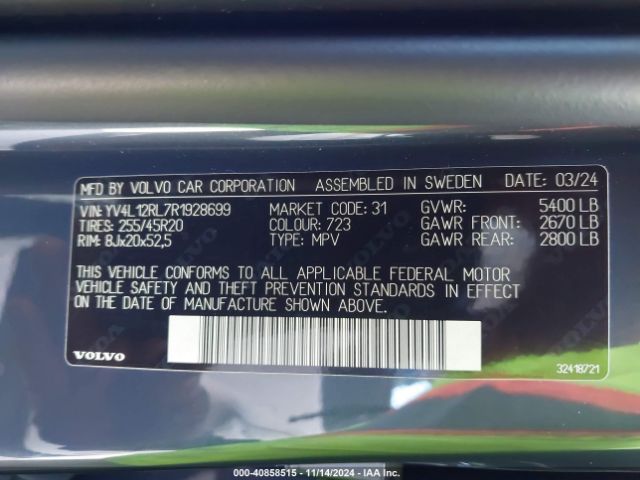 MFD BY VOLVO CAR CORPORATION ASSEMBLED IN SWEDEN DATE: 03/24
VIN: YV4L12RL7R1928699 MARKET CODE: 31 GVWR: 5400 LB
TIRES: 255/45R20 COLOUR: 723 GAWR FRONT: 2670 LB
RIM: 8Jx20x52,5 TYPE: MPV GAWR REAR: 2800 LB
THIS VEHICLE CONFORMS TO ALL APPLICABLE FEDERAL MOTOR
VEHICLE SAFETY AND THEFT PREVENTION STANDARDS IN EFFECT
ON THE DATE OF MANUFACTURE SHOWN ABOVE.
VOLVO 32418721
000-40858515 - 11/14/2024 - IAA Inc.